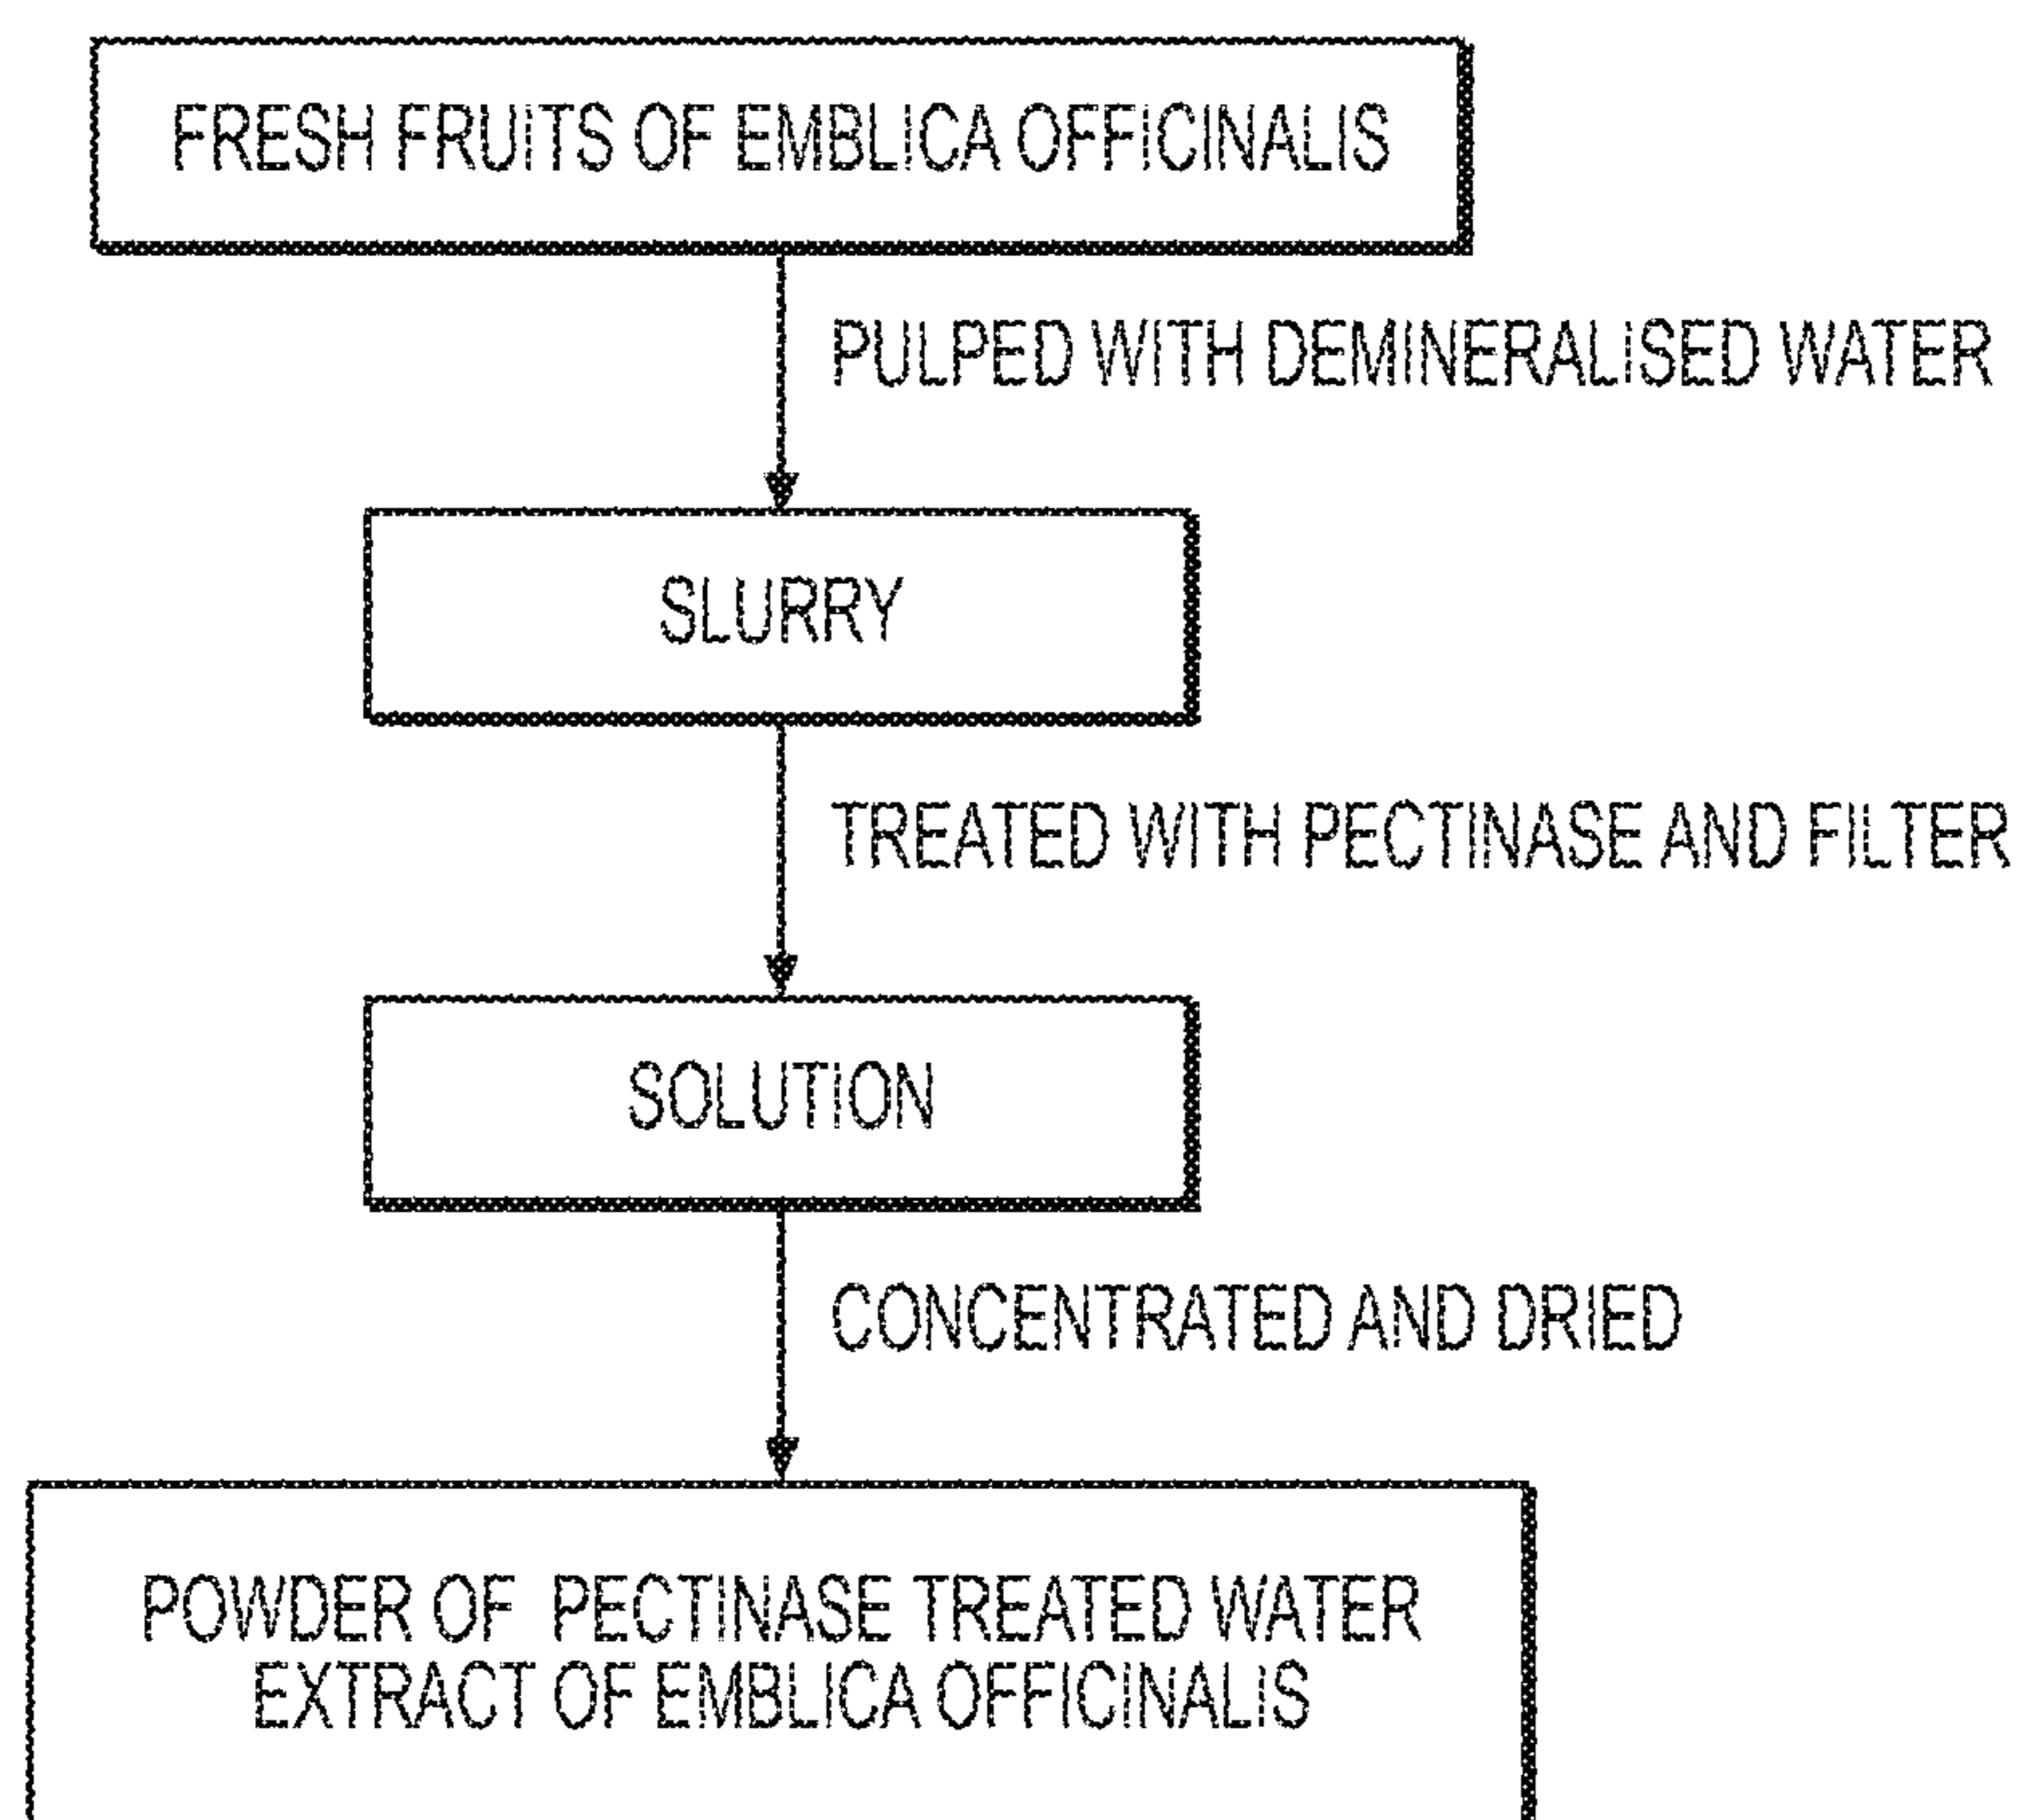 FRESH FRUITS OF EMBLICA OFFICINALIS
PULPED WITH DEMINERALISED WATER
SLURRY
TREATED WITH PECTINASE AND FILTER
SOLUTION
CONCENTRATED AND DRIED
POWDER OF PECTINASE TREATED WATER
EXTRACT OF EMBLICA OFFICINALIS